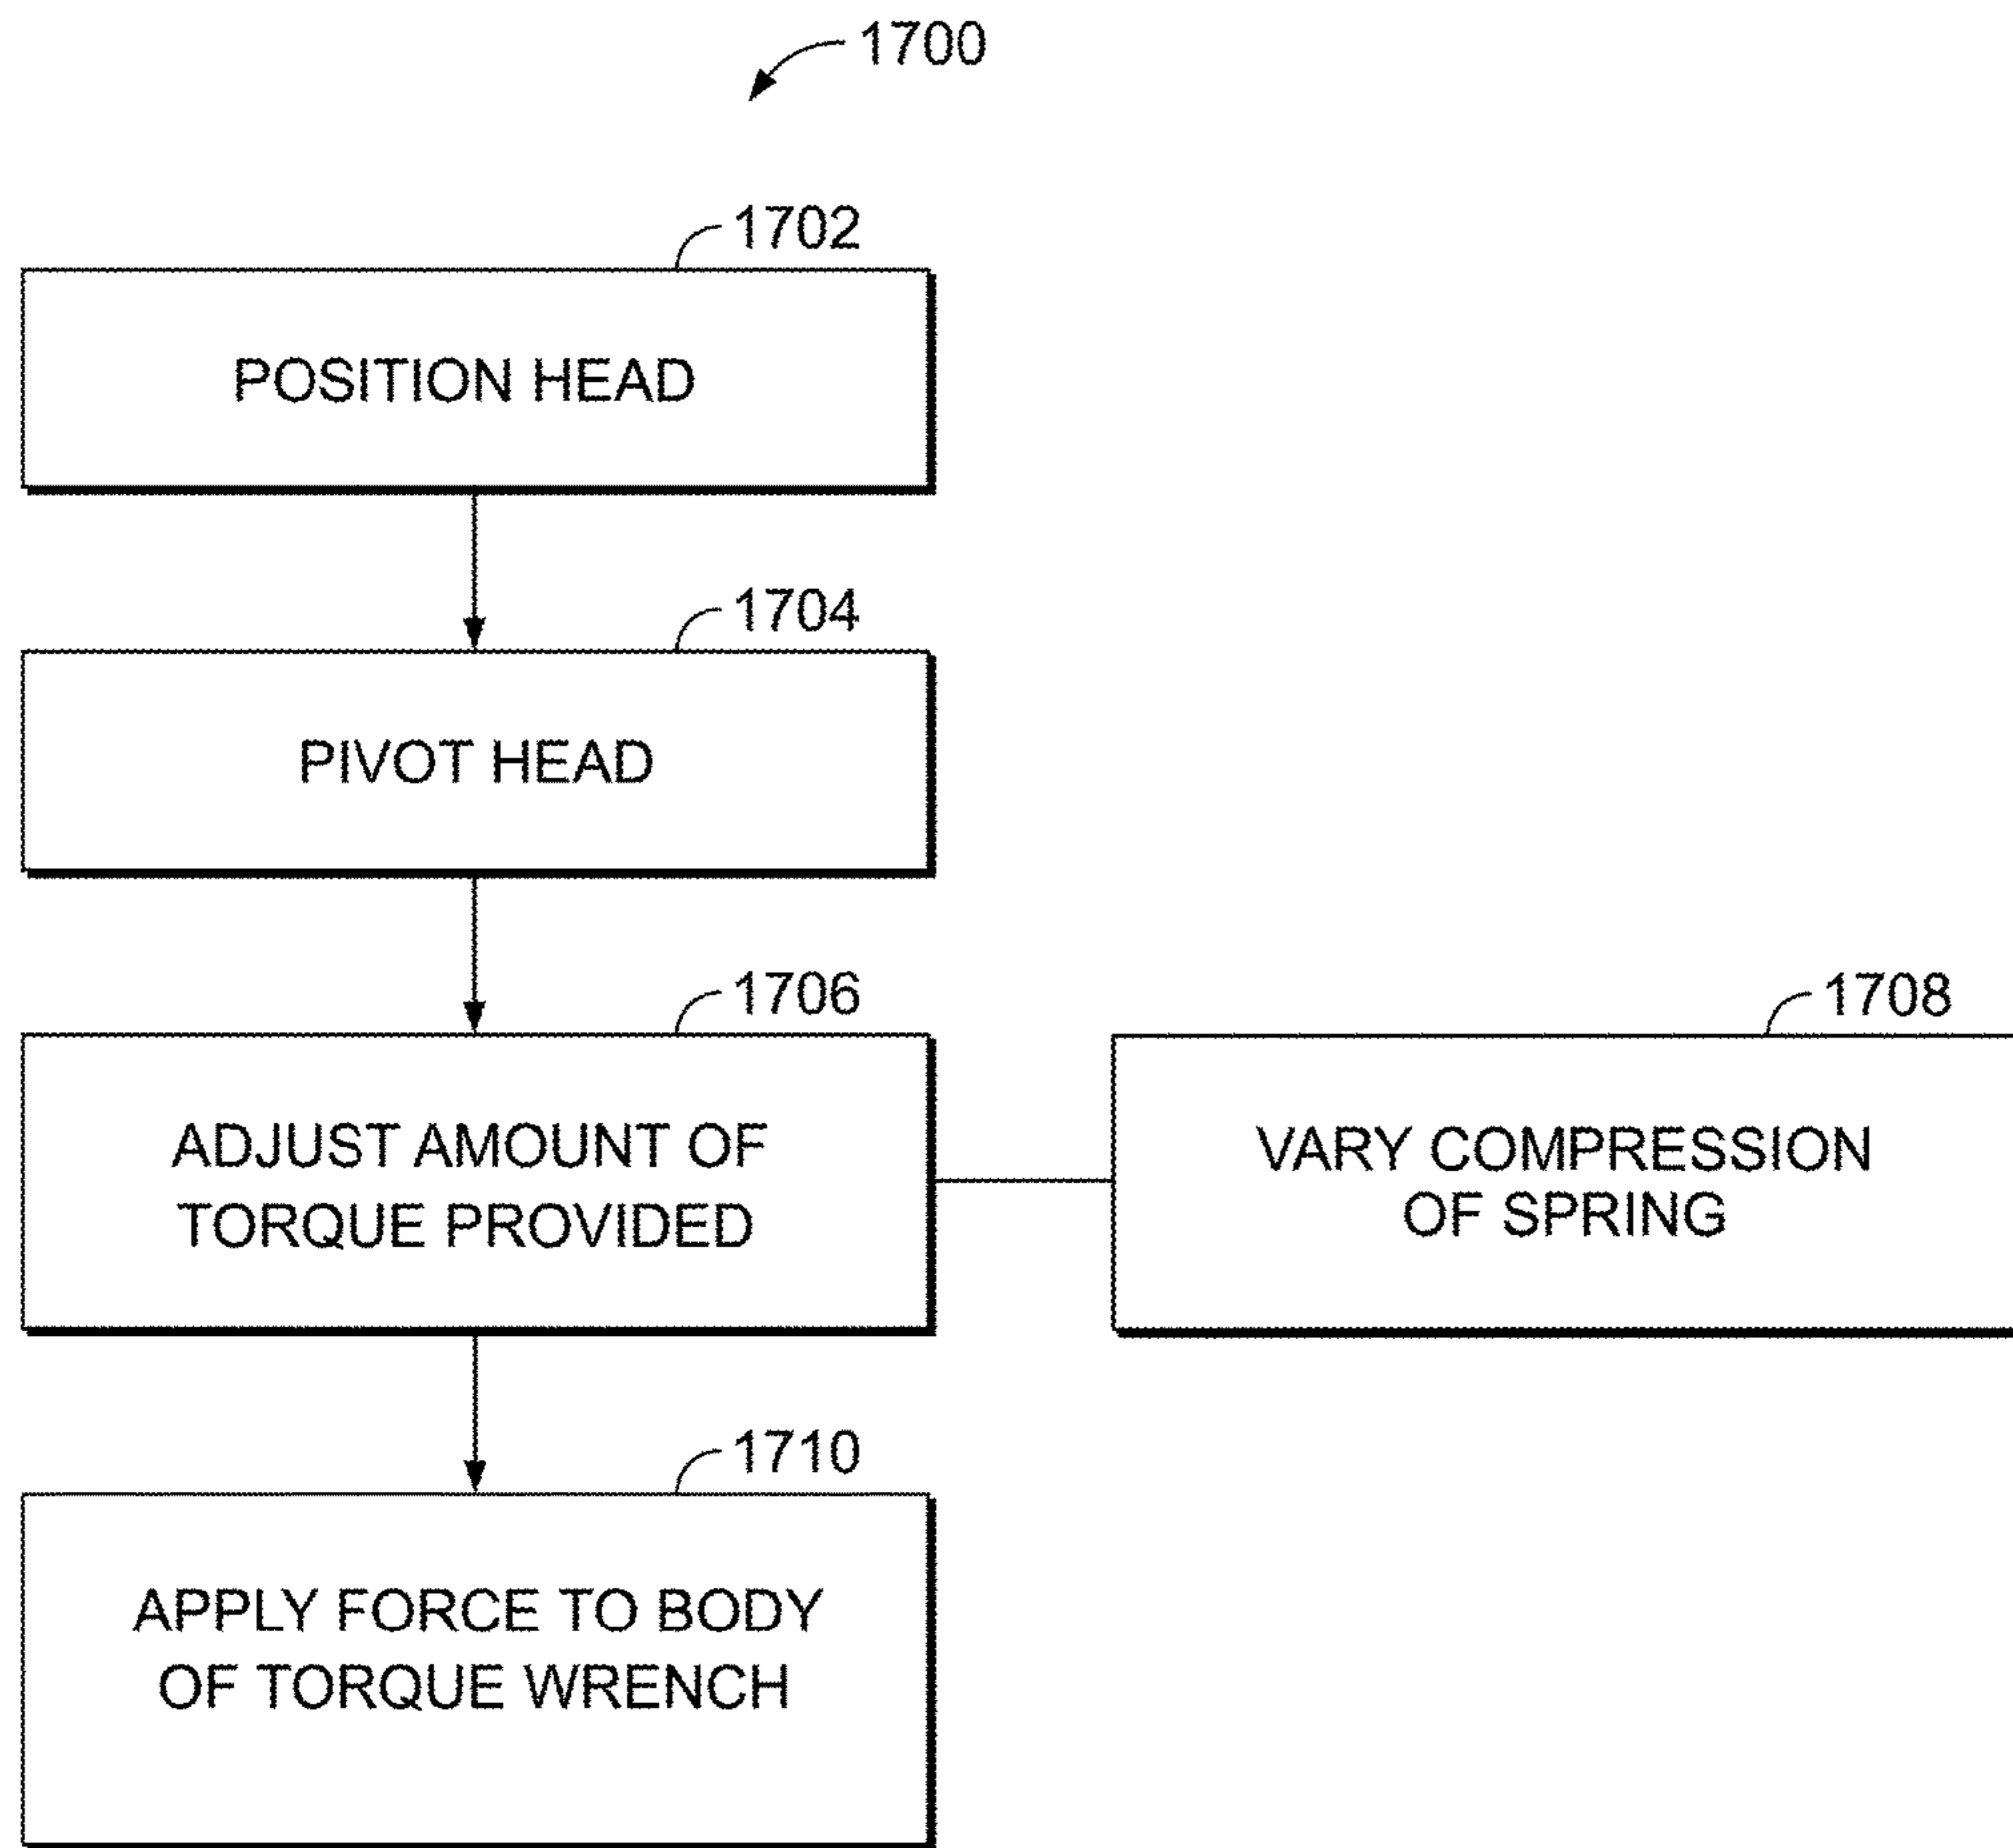 1700
1702
POSITION HEAD
1704
PIVOT HEAD
1706
ADJUST AMOUNT OF
TORQUE PROVIDED
1708
VARY COMPRESSION
OF SPRING
1710
APPLY FORCE TO BODY
OF TORQUE WRENCH